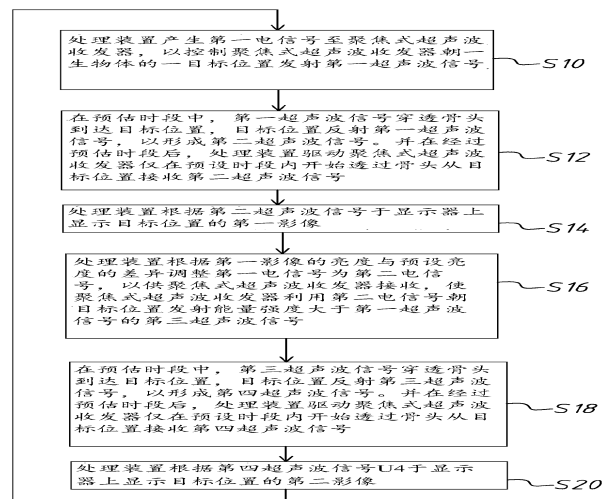 处理装置产生第一电信号至聚焦式超声波
收发器，以控制聚焦式超声波收发器朝一
生物体的一目标位置发射第一超声波信号
S10
在预估时段中，第一超声波信号穿透骨头
到达目标位置，目标位置反射第一超声波
信号，以形成第二超声波信号。并在经过
预估时段后，处理装置驱动聚焦式超声波
收发器仅在预设时段内开始透过骨头从目
标位置接收第二超声波信号
S12
处理装置根据第二超声波信号于显示器上
显示目标位置的第一影像
S14
处理装置根据第一影像的亮度与预设亮
度的差异调整第一电信号为第二电信
号，以供聚焦式超声波收发器接收，使
聚焦式超声波收发器利用第二电信号朝
目标位置发射能量强度大于第一超声波
信号的第三超声波信号
S16
在预估时段中，第三超声波信号穿透骨头
到达目标位置，目标位置反射第三超声波
信号，以形成第四超声波信号。并在经过
预估时段后，处理装置驱动聚焦式超声波
收发器仅在预设时段内开始透过骨头从目
标位置接收第四超声波信号
S18
处理装置根据第四超声波信号U4于显示
器上显示目标位置的第二影像
S20